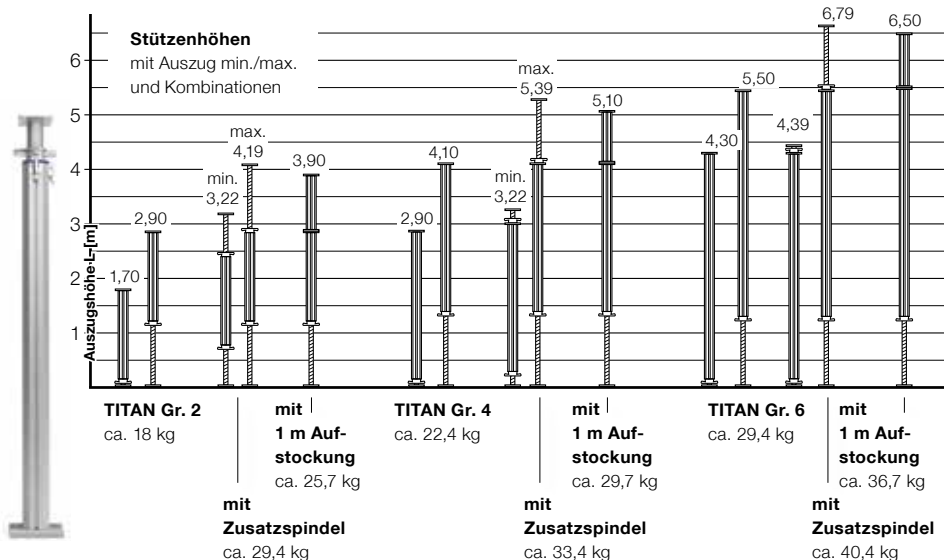 Stützenhöhen
mit Auszug min./max.
und Kombinationen
Auszugshöhe L [m]
6
5
4
3
2
1
1,70
2,90
min.
3,22
max.
4,19
3,90
2,90
4,10
min.
3,22
max.
5,39
5,10
4,30
5,50
4,39
6,79
6,50
TITAN Gr. 2
ca. 18 kg
mit
Zusatzspindel
ca. 29,4 kg
mit
1 m Auf-
stockung
ca. 25,7 kg
TITAN Gr. 4
ca. 22,4 kg
mit
Zusatzspindel
ca. 33,4 kg
mit
1 m Auf-
stockung
ca. 29,7 kg
TITAN Gr. 6
ca. 29,4 kg
mit
Zusatzspindel
ca. 40,4 kg
mit
1 m Auf-
stockung
ca. 36,7 kg